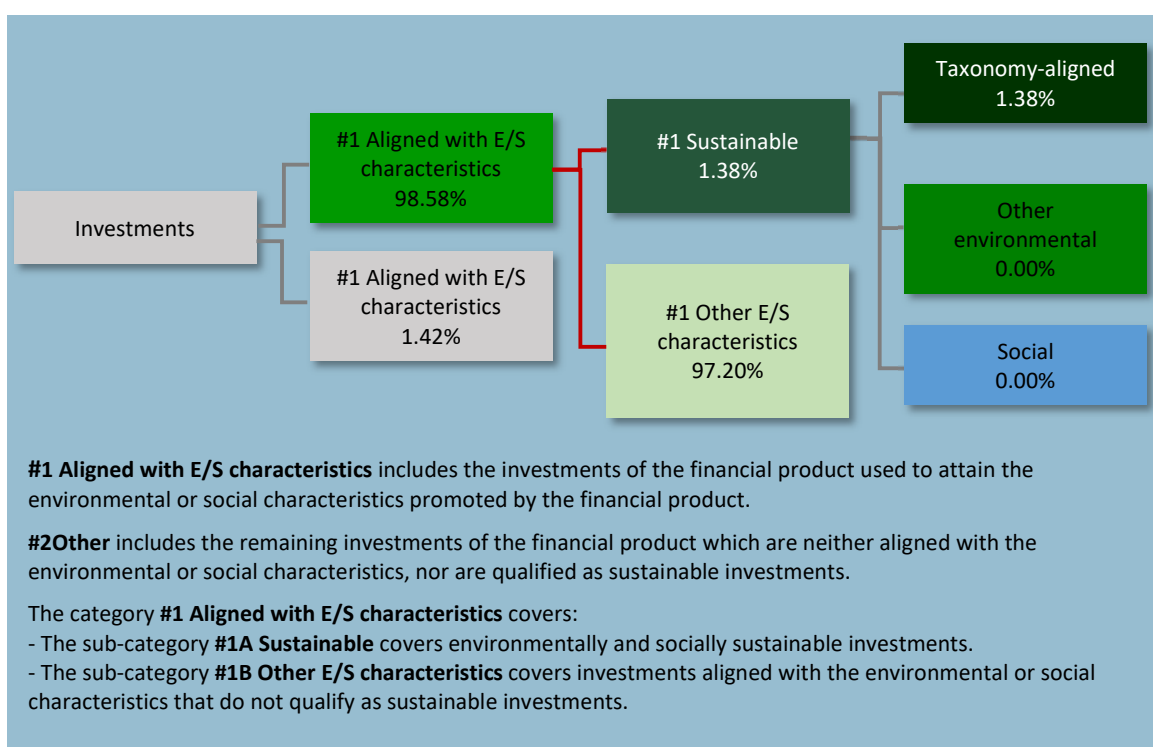 Investments
#1 Aligned with E/S
characteristics
98.58%
#1 Aligned with E/S
characteristics
1.42%
#1 Sustainable
1.38%
#1 Other E/S
characteristics
97.20%
Taxonomy-aligned
1.38%
Other
environmental
0.00%
Social
0.00%
#1 Aligned with E/S characteristics includes the investments of the financial product used to attain the
environmental or social characteristics promoted by the financial product.
#2Other includes the remaining investments of the financial product which are neither aligned with the
environmental or social characteristics, nor are qualified as sustainable investments.
The category #1 Aligned with E/S characteristics covers:
- The sub-category #1A Sustainable covers environmentally and socially sustainable investments.
- The sub-category #1B Other E/S characteristics covers investments aligned with the environmental or social
characteristics that do not qualify as sustainable investments.